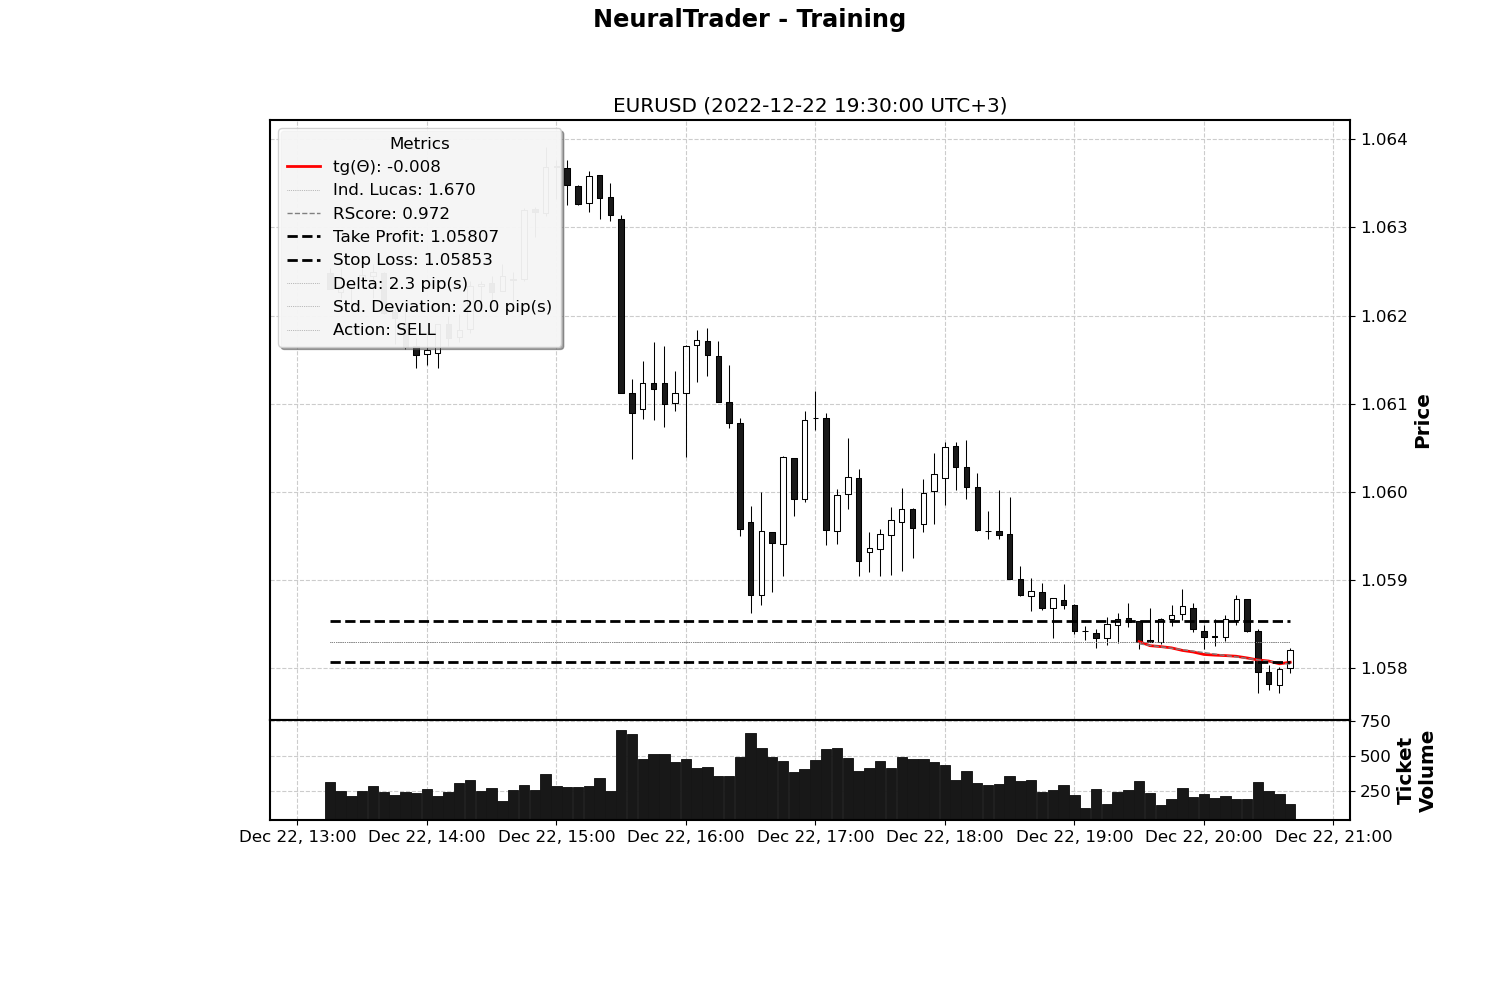 NeuralTrader - Training
EURUSD (2022-12-22 19:30:00 UTC+3)
Metrics
tg(Θ): -0.008
Ind. Lucas: 1.670
RScore: 0.972
Take Profit: 1.05807
Stop Loss: 1.05853
Delta: 2.3 pip(s)
Std. Deviation: 20.0 pip(s)
Action: SELL
1.064
1.063
1.062
1.061
1.060
1.059
1.058
Price
750
500
250
Ticket
Volume
Dec 22, 13:00 Dec 22, 14:00 Dec 22, 15:00 Dec 22, 16:00 Dec 22, 17:00 Dec 22, 18:00 Dec 22, 19:00 Dec 22, 20:00 Dec 22, 21:00